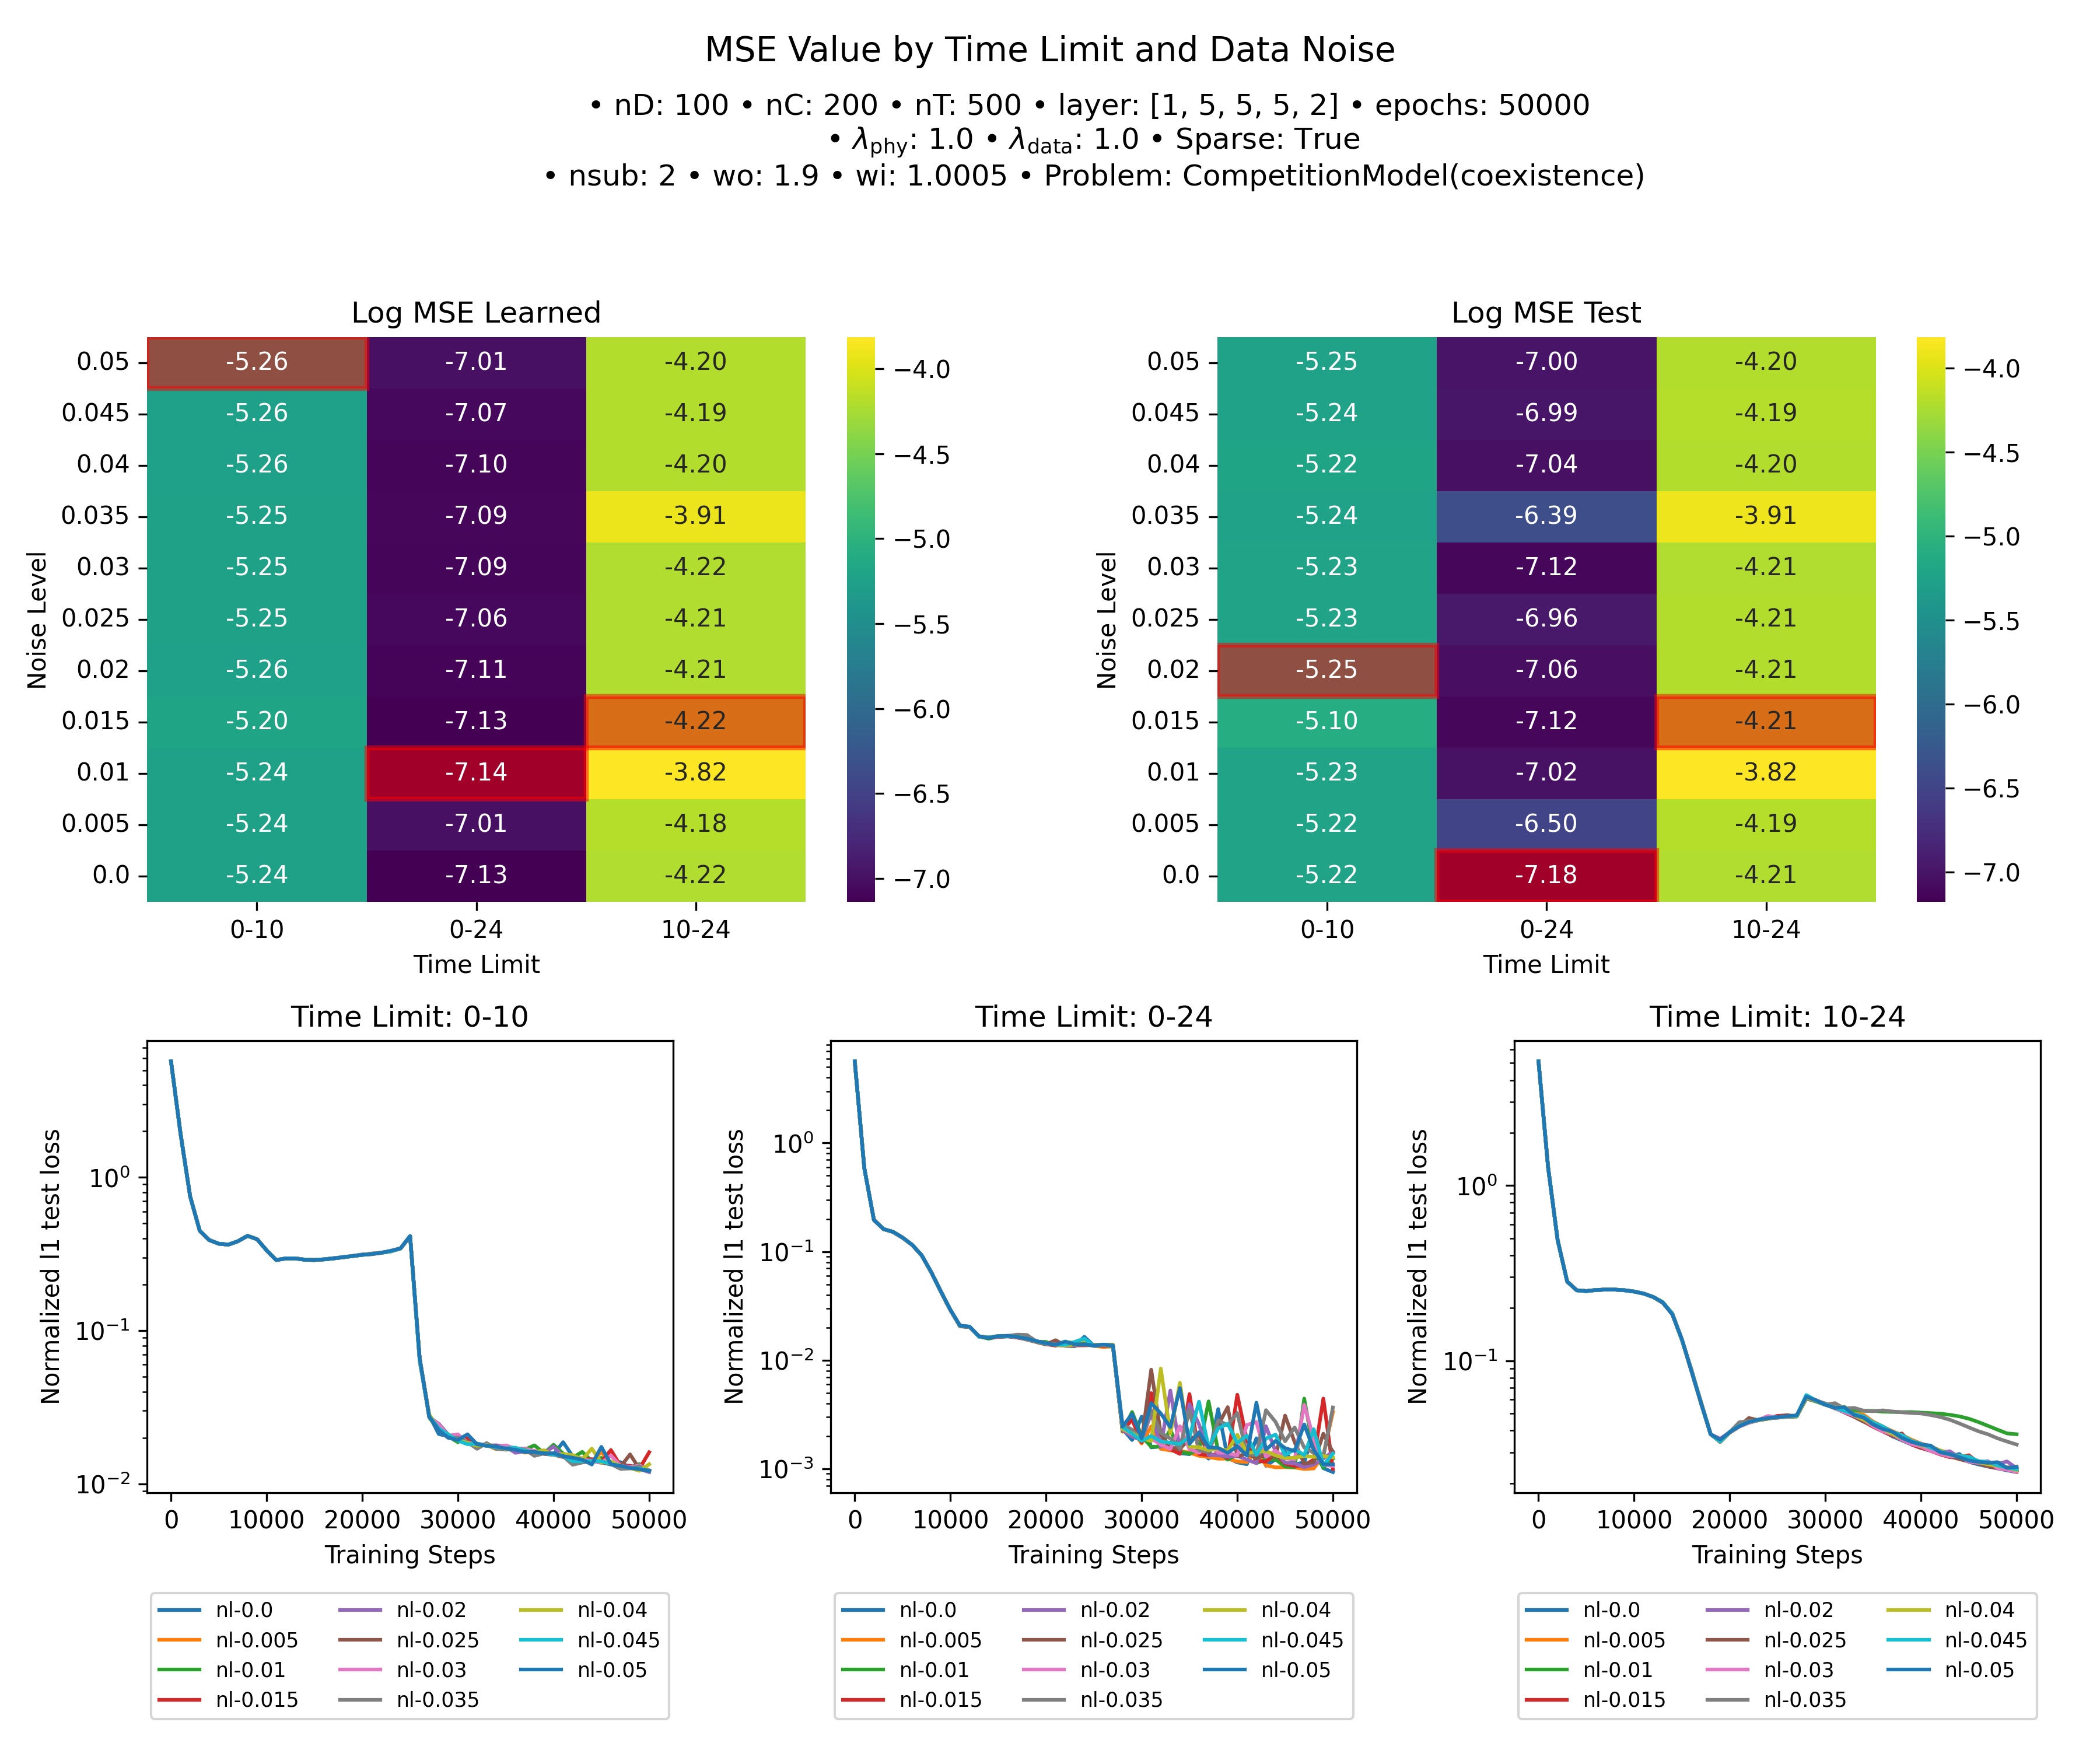 MSE Value by Time Limit and Data Noise
• nD: 100 • nC: 200 • nT: 500 • layer: [1, 5, 5, 5, 2] • epochs: 50000
• λphy: 1.0 • λdata: 1.0 • Sparse: True
• nsub: 2 • wo: 1.9 • wi: 1.0005 • Problem: CompetitionModel(coexistence)
Log MSE Learned
Noise Level
0.05 -5.26 -7.01 -4.20
0.045 -5.26 -7.07 -4.19
0.04 -5.26 -7.10 -4.20
0.035 -5.25 -7.09 -3.91
0.03 -5.25 -7.09 -4.22
0.025 -5.25 -7.06 -4.21
0.02 -5.26 -7.11 -4.21
0.015 -5.20 -7.13 -4.22
0.01 -5.24 -7.14 -3.82
0.005 -5.24 -7.01 -4.18
0.0 -5.24 -7.13 -4.22
0-10 0-24 10-24
Time Limit
−4.0
−4.5
−5.0
−5.5
−6.0
−6.5
−7.0
Log MSE Test
Noise Level
0.05 -5.25 -7.00 -4.20
0.045 -5.24 -6.99 -4.19
0.04 -5.22 -7.04 -4.20
0.035 -5.24 -6.39 -3.91
0.03 -5.23 -7.12 -4.21
0.025 -5.23 -6.96 -4.21
0.02 -5.25 -7.06 -4.21
0.015 -5.10 -7.12 -4.21
0.01 -5.23 -7.02 -3.82
0.005 -5.22 -6.50 -4.19
0.0 -5.22 -7.18 -4.21
0-10 0-24 10-24
Time Limit
−4.0
−4.5
−5.0
−5.5
−6.0
−6.5
−7.0
Time Limit: 0-10
Normalized l1 test loss
10⁰
10⁻¹
10⁻²
0 10000 20000 30000 40000 50000
Training Steps
nl-0.0 nl-0.02 nl-0.04
nl-0.005 nl-0.025 nl-0.045
nl-0.01 nl-0.03 nl-0.05
nl-0.015 nl-0.035
Time Limit: 0-24
Normalized l1 test loss
10⁰
10⁻¹
10⁻²
10⁻³
0 10000 20000 30000 40000 50000
Training Steps
nl-0.0 nl-0.02 nl-0.04
nl-0.005 nl-0.025 nl-0.045
nl-0.01 nl-0.03 nl-0.05
nl-0.015 nl-0.035
Time Limit: 10-24
Normalized l1 test loss
10⁰
10⁻¹
0 10000 20000 30000 40000 50000
Training Steps
nl-0.0 nl-0.02 nl-0.04
nl-0.005 nl-0.025 nl-0.045
nl-0.01 nl-0.03 nl-0.05
nl-0.015 nl-0.035